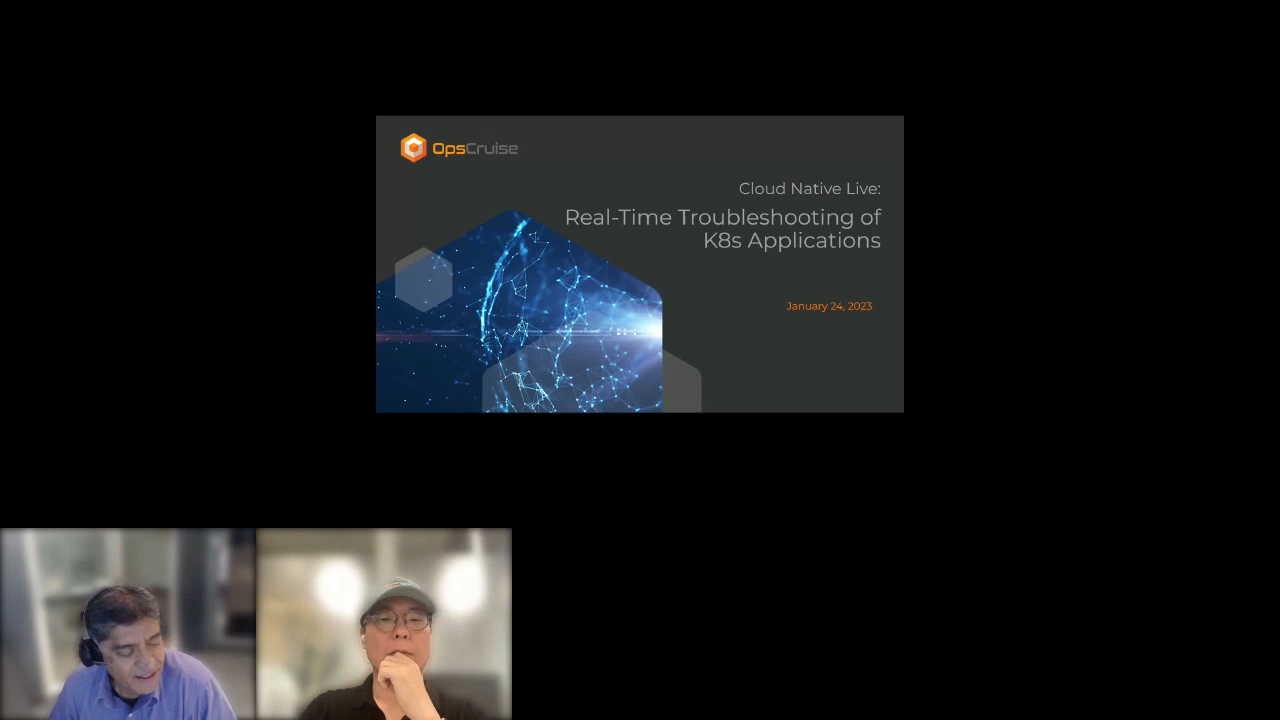 OpsCruise
Cloud Native Live:
Real-Time Troubleshooting of
K8s Applications
January 24, 2023